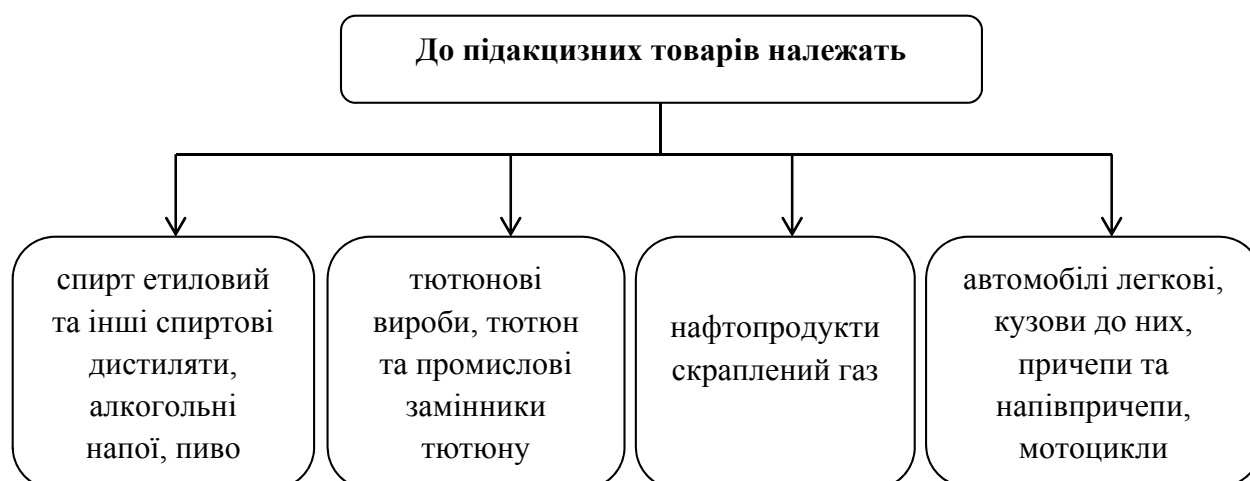 До підакцизних товарів належать
спирт етиловий
та інші спиртові
дистиляти,
алкогольні
напої, пиво
тютюнові
вироби, тютюн
та промислові
замінники
тютюну
нафтопродукти
скраплений газ
автомобілі легкові,
кузови до них,
причепи та
напівпричепи,
мотоцикли